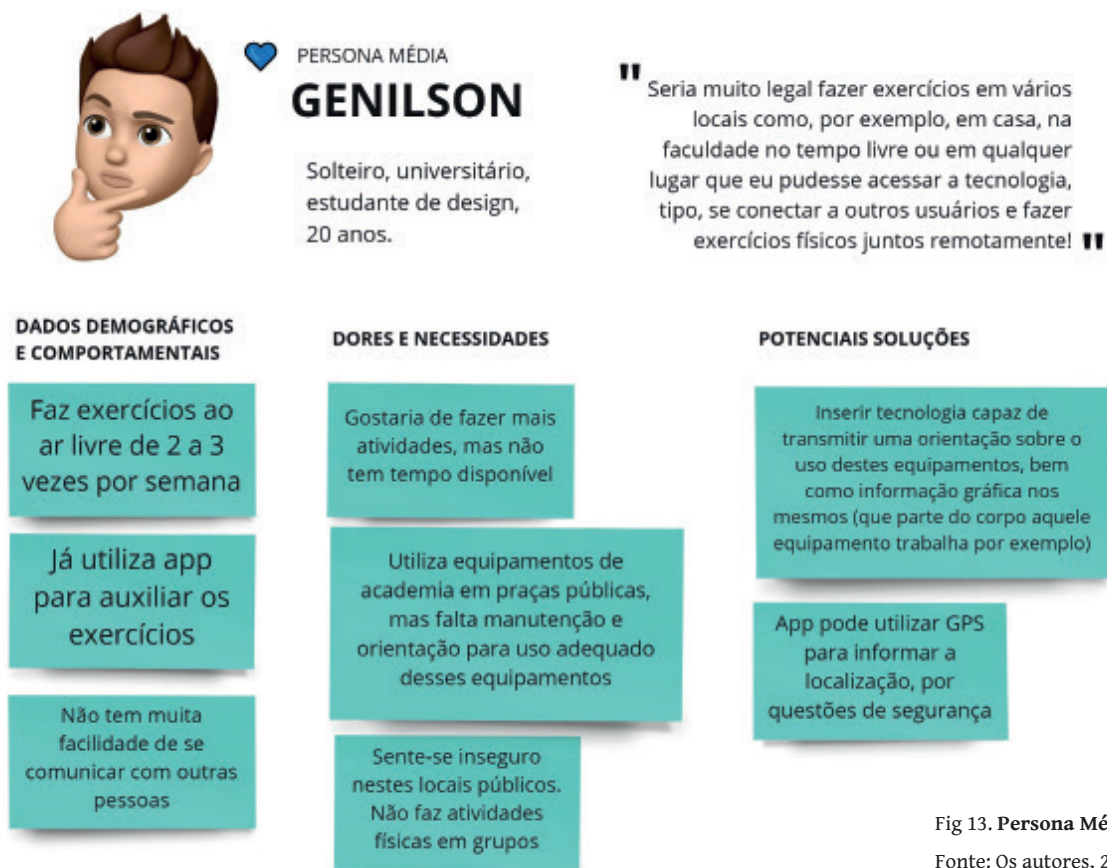 PERSONA MÉDIA
GENILSON
Solteiro, universitário,
estudante de design,
20 anos.
" Seria muito legal fazer exercícios em vários
locais como, por exemplo, em casa, na
faculdade no tempo livre ou em qualquer
lugar que eu pudesse acessar a tecnologia,
tipo, se conectar a outros usuários e fazer
exercícios físicos juntos remotamente! "
DADOS DEMOGRÁFICOS
E COMPORTAMENTAIS
Faz exercícios ao
ar livre de 2 a 3
vezes por semana
Já utiliza app
para auxiliar os
exercícios
Não tem muita
facilidade de se
comunicar com outras
pessoas
DORES E NECESSIDADES
Gostaria de fazer mais
atividades, mas não
tem tempo disponível
Utiliza equipamentos de
academia em praças públicas,
mas falta manutenção e
orientação para uso adequado
desses equipamentos
Sente-se inseguro
nestes locais públicos.
Não faz atividades
físicas em grupos
POTENCIAIS SOLUÇÕES
Inserir tecnologia capaz de
transmitir uma orientação sobre o
uso destes equipamentos, bem
como informação gráfica nos
mesmos (que parte do corpo aquele
equipamento trabalha por exemplo)
App pode utilizar GPS
para informar a
localização, por
questões de segurança
Fig 13. Persona Mé
Fonte: Os autores, 2